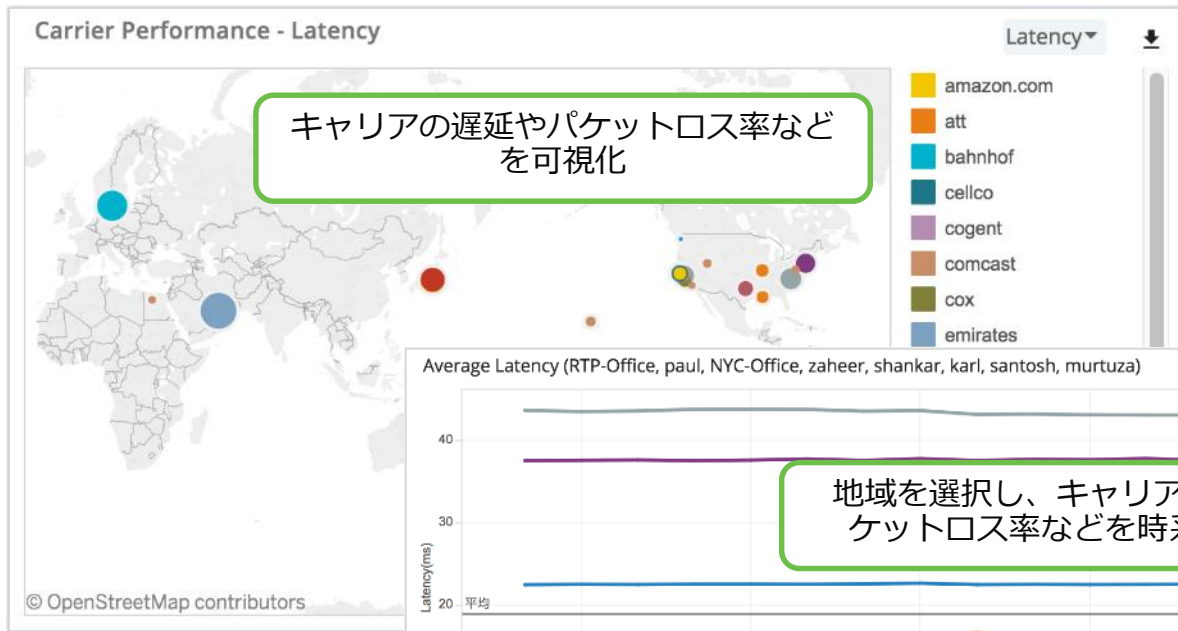 Carrier Performance - Latency
Latency
キャリアの遅延やパケットロス率など
を可視化
amazon.com
att
bahnhof
cellco
cogent
comcast
cox
emirates
© OpenStreetMap contributors
Average Latency (RTP-Office, paul, NYC-Office, zaheer, shankar, karl, santosh, murtuza)
40
30
20
Latency(ms)
平均
地域を選択し、キャリア
ケットロス率などを時